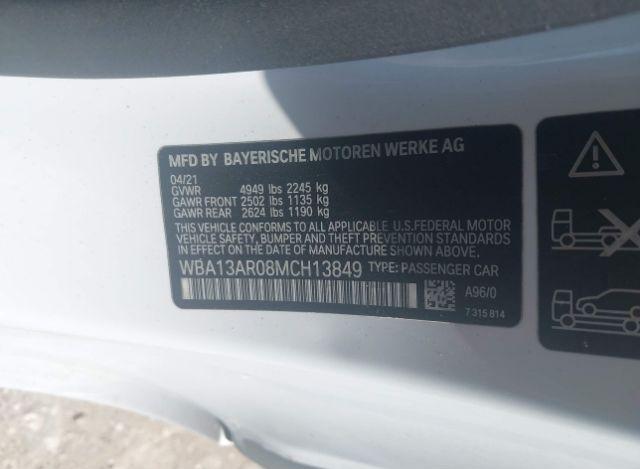 MFD BY BAYERISCHE MOTOREN WERKE AG
04/21
GVWR 4949 lbs 2245 kg
GAWR FRONT 2502 lbs 1135 kg
GAWR REAR 2624 lbs 1190 kg
THIS VEHICLE CONFORMS TO ALL APPLICABLE U.S.FEDERAL MOTOR
VEHICLE SAFETY, BUMPER, AND THEFT PREVENTION STANDARDS
IN EFFECT ON THE DATE OF MANUFACTURE SHOWN ABOVE.
WBA13AR08MCH13849 TYPE: PASSENGER CAR
A96/0
7 315 814